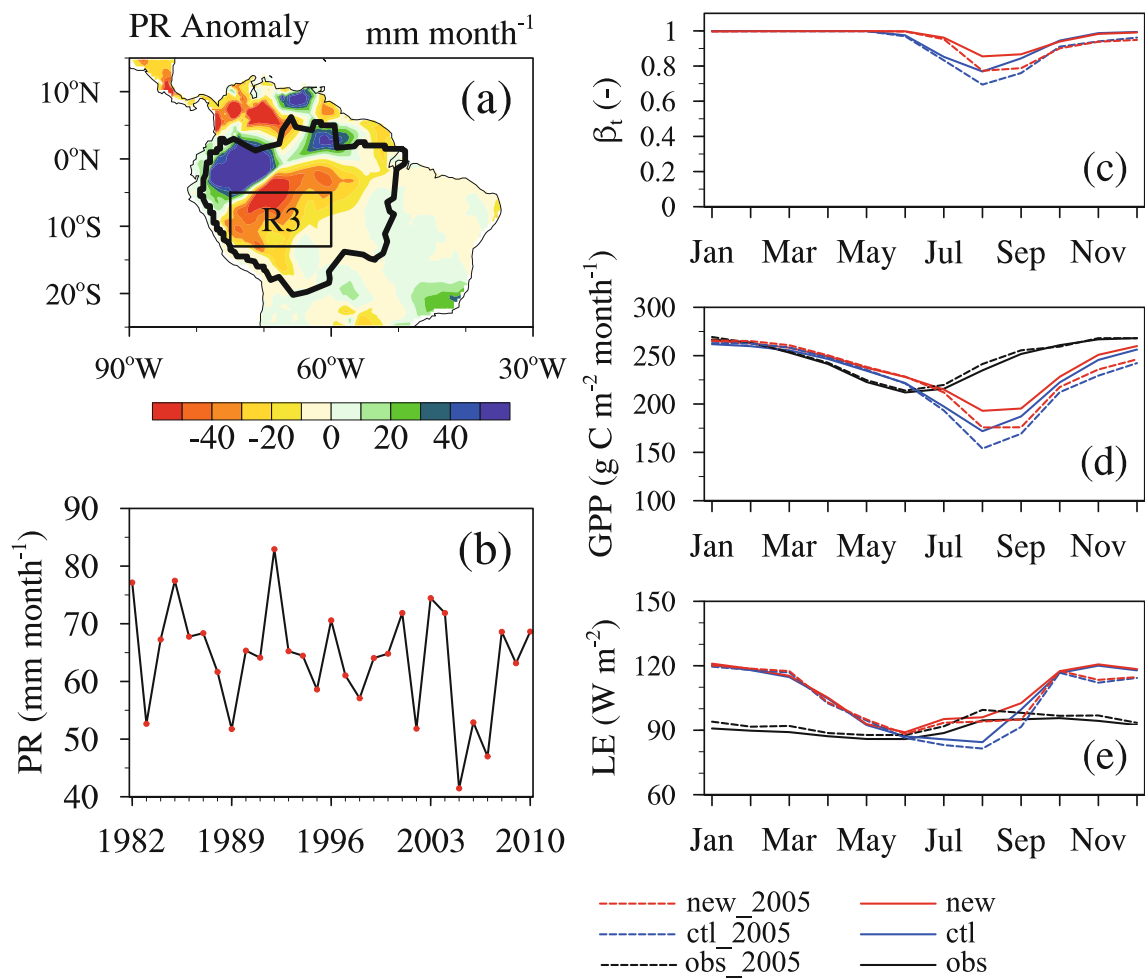 PR Anomaly mm month⁻¹
(a)
10°N
0°N
10°S
20°S
R3
90°W 60°W 30°W
-40 -20 0 20 40
(b)
PR (mm month⁻¹)
90
80
70
60
50
40
1982 1989 1996 2003 2010
βt (-)
1
0.8
0.6
0.4
0.2
0
(c)
Jan Mar May Jul Sep Nov
GPP (g C m⁻² month⁻¹)
300
250
200
150
100
(d)
Jan Mar May Jul Sep Nov
LE (W m⁻²)
150
120
90
60
(e)
Jan Mar May Jul Sep Nov
new_2005 new
ctl_2005 ctl
obs_2005 obs